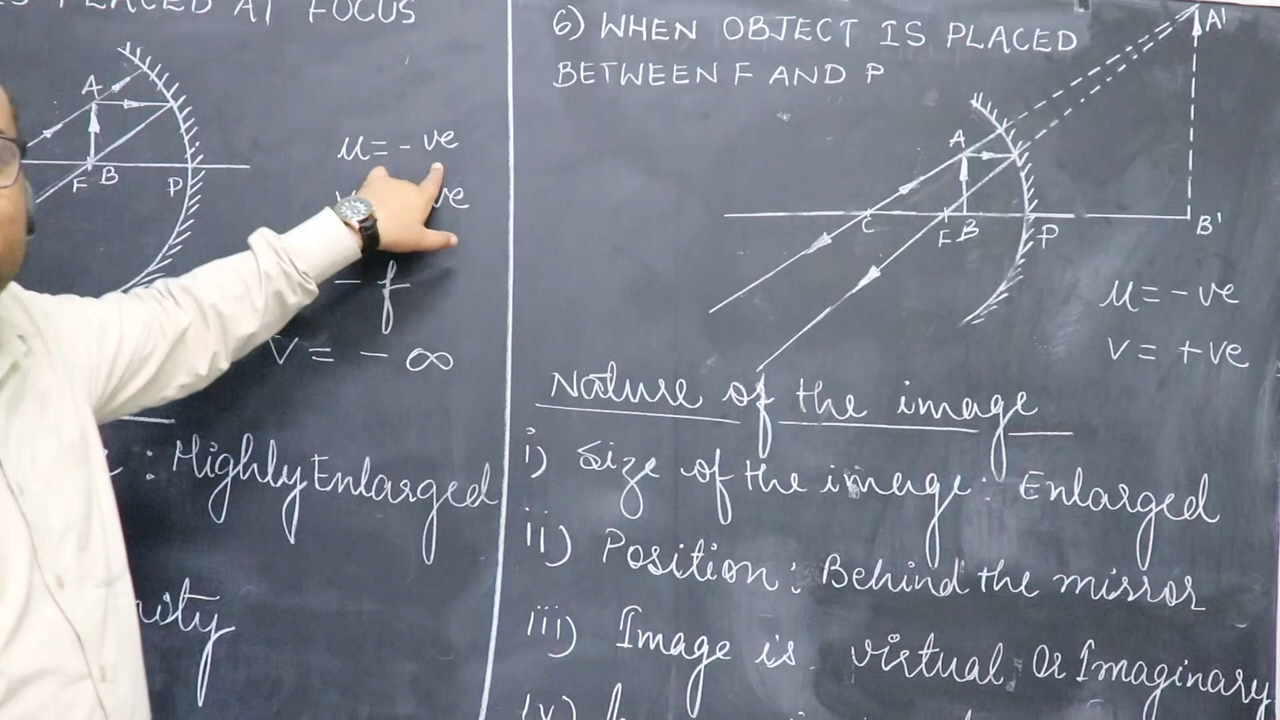 PLACED AT FOCUS
A
F B P
u = - ve
ve
- f
V = - ∞
: Highly Enlarged
6) WHEN OBJECT IS PLACED
BETWEEN F AND P
A'
A
C F B P B'
u = - ve
v = + ve
Nature of the image
i) Size of the image : Enlarged
ii) Position : Behind the mirror
iii) Image is virtual or Imaginary